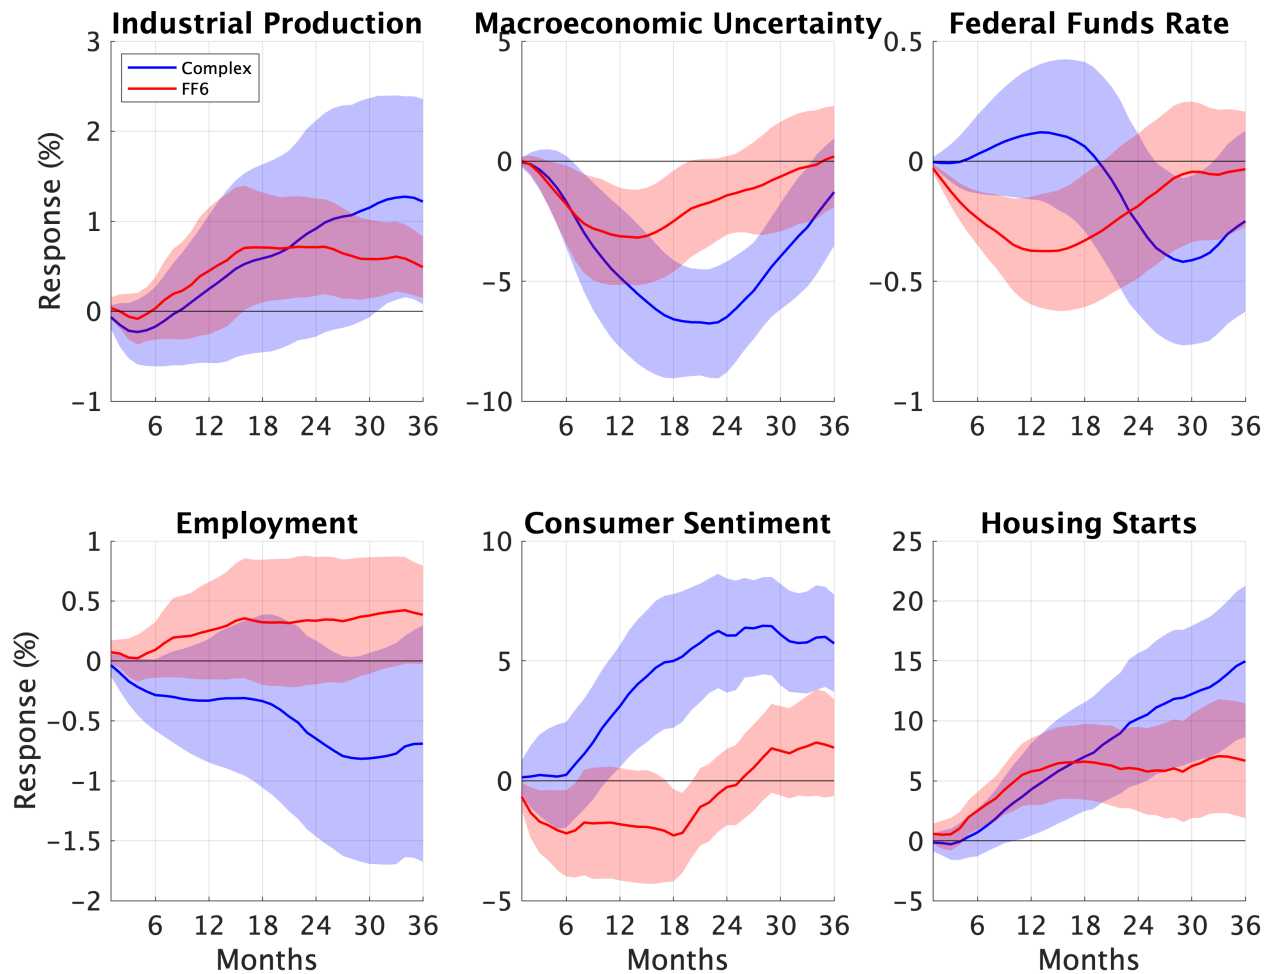 Industrial Production
Macroeconomic Uncertainty
Federal Funds Rate
Complex
FF6
Response (%)
3
2
1
0
−1
6 12 18 24 30 36
5
0
−5
−10
6 12 18 24 30 36
0.5
0
−0.5
−1
6 12 18 24 30 36
Employment
Consumer Sentiment
Housing Starts
Response (%)
1
0.5
0
−0.5
−1
−1.5
−2
6 12 18 24 30 36
Months
10
5
0
−5
6 12 18 24 30 36
Months
25
20
15
10
5
0
−5
6 12 18 24 30 36
Months